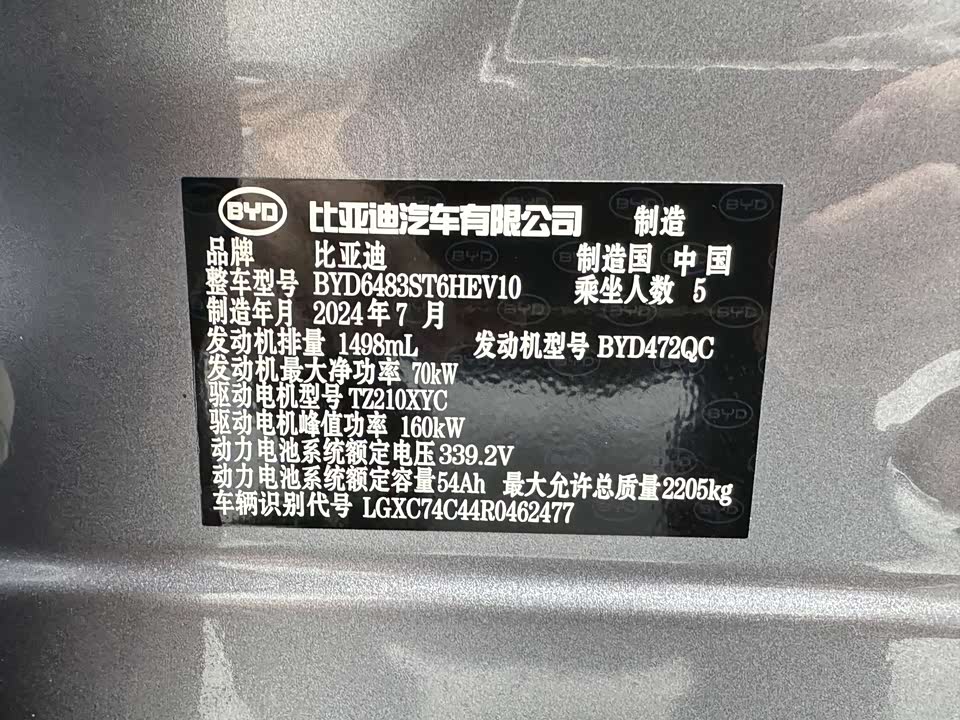 BYD 比亚迪汽车有限公司 制造
品牌 比亚迪 制造国 中国
整车型号 BYD6483ST6HEV10 乘坐人数 5
制造年月 2024年7月
发动机排量 1498mL 发动机型号 BYD472QC
发动机最大净功率 70kW
驱动电机型号 TZ210XYC
驱动电机峰值功率 160kW
动力电池系统额定电压 339.2V
动力电池系统额定容量 54Ah 最大允许总质量 2205kg
车辆识别代号 LGXC74C44R0462477